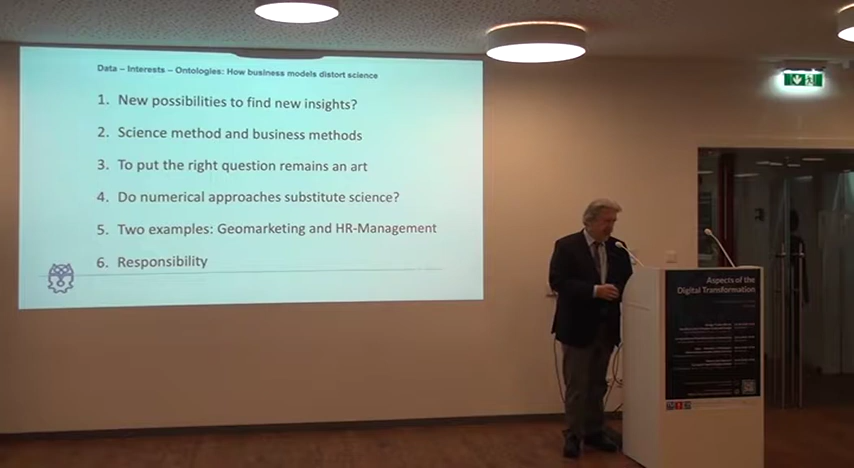 Data – Interests – Ontologies: How business models distort science
1. New possibilities to find new insights?
2. Science method and business methods
3. To put the right question remains an art
4. Do numerical approaches substitute science?
5. Two examples: Geomarketing and HR-Management
6. Responsibility
Aspects of the
Digital Transformation